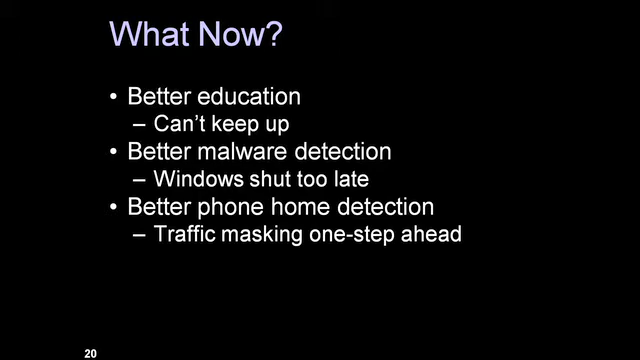 What Now?
• Better education
– Can't keep up
• Better malware detection
– Windows shut too late
• Better phone home detection
– Traffic masking one-step ahead
20